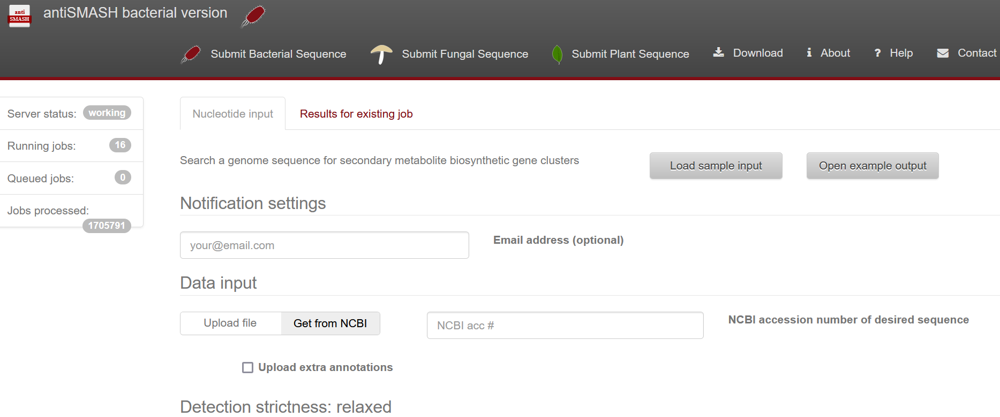 anti
SMASH
antiSMASH bacterial version
Submit Bacterial Sequence
Submit Fungal Sequence
Submit Plant Sequence
Download
About
Help
Contact
Server status: working
Running jobs: 16
Queued jobs: 0
Jobs processed:
1705791
Nucleotide input
Results for existing job
Search a genome sequence for secondary metabolite biosynthetic gene clusters
Load sample input
Open example output
Notification settings
your@email.com
Email address (optional)
Data input
Upload file
Get from NCBI
NCBI acc #
NCBI accession number of desired sequence
Upload extra annotations
Detection strictness: relaxed